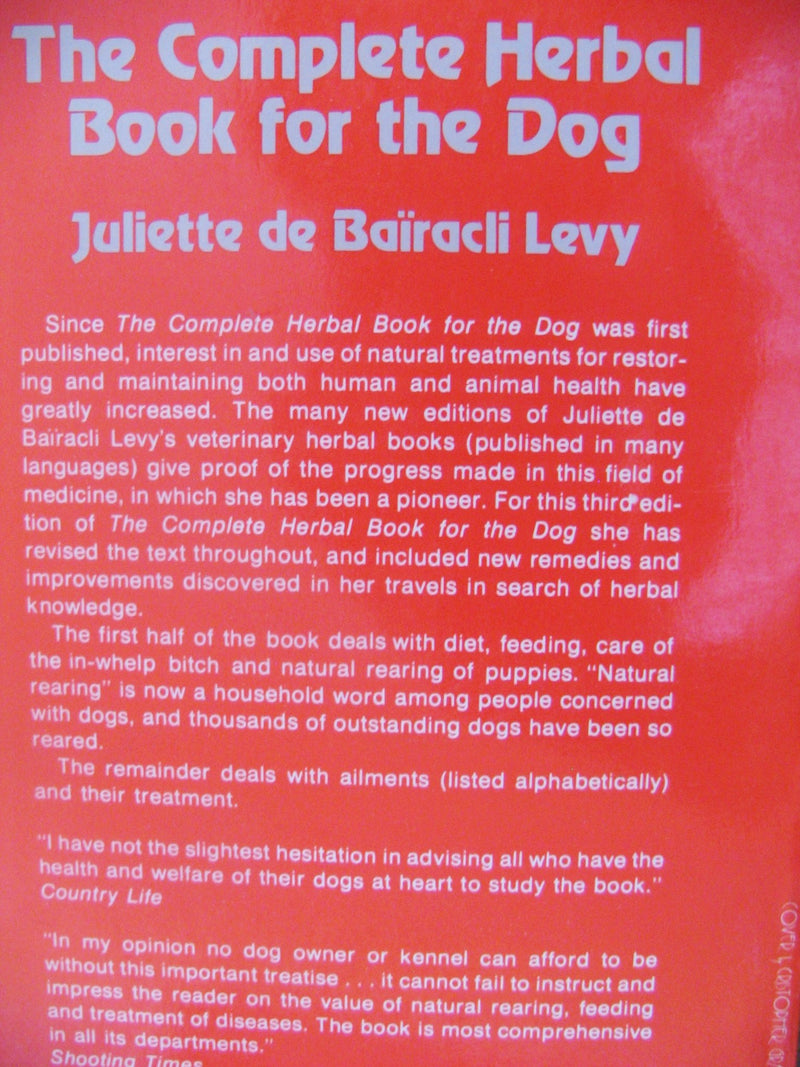 The Complete Herbal
Book for the Dog
Juliette de Baïracli Levy
Since The Complete Herbal Book for the Dog was first
published, interest in and use of natural treatments for restor-
ing and maintaining both human and animal health have
greatly increased. The many new editions of Juliette de
Baïracli Levy's veterinary herbal books (published in many
languages) give proof of the progress made in this field of
medicine, in which she has been a pioneer. For this third edi-
tion of The Complete Herbal Book for the Dog she has
revised the text throughout, and included new remedies and
improvements discovered in her travels in search of herbal
knowledge.
The first half of the book deals with diet, feeding, care of
the in-whelp bitch and natural rearing of puppies. "Natural
rearing" is now a household word among people concerned
with dogs, and thousands of outstanding dogs have been so
reared.
The remainder deals with ailments (listed alphabetically)
and their treatment.
"I have not the slightest hesitation in advising all who have the
health and welfare of their dogs at heart to study the book."
Country Life
"In my opinion no dog owner or kennel can afford to be
without this important treatise . . . it cannot fail to instruct and
impress the reader on the value of natural rearing, feeding
and treatment of diseases. The book is most comprehensive
in all its departments."
Shooting Times